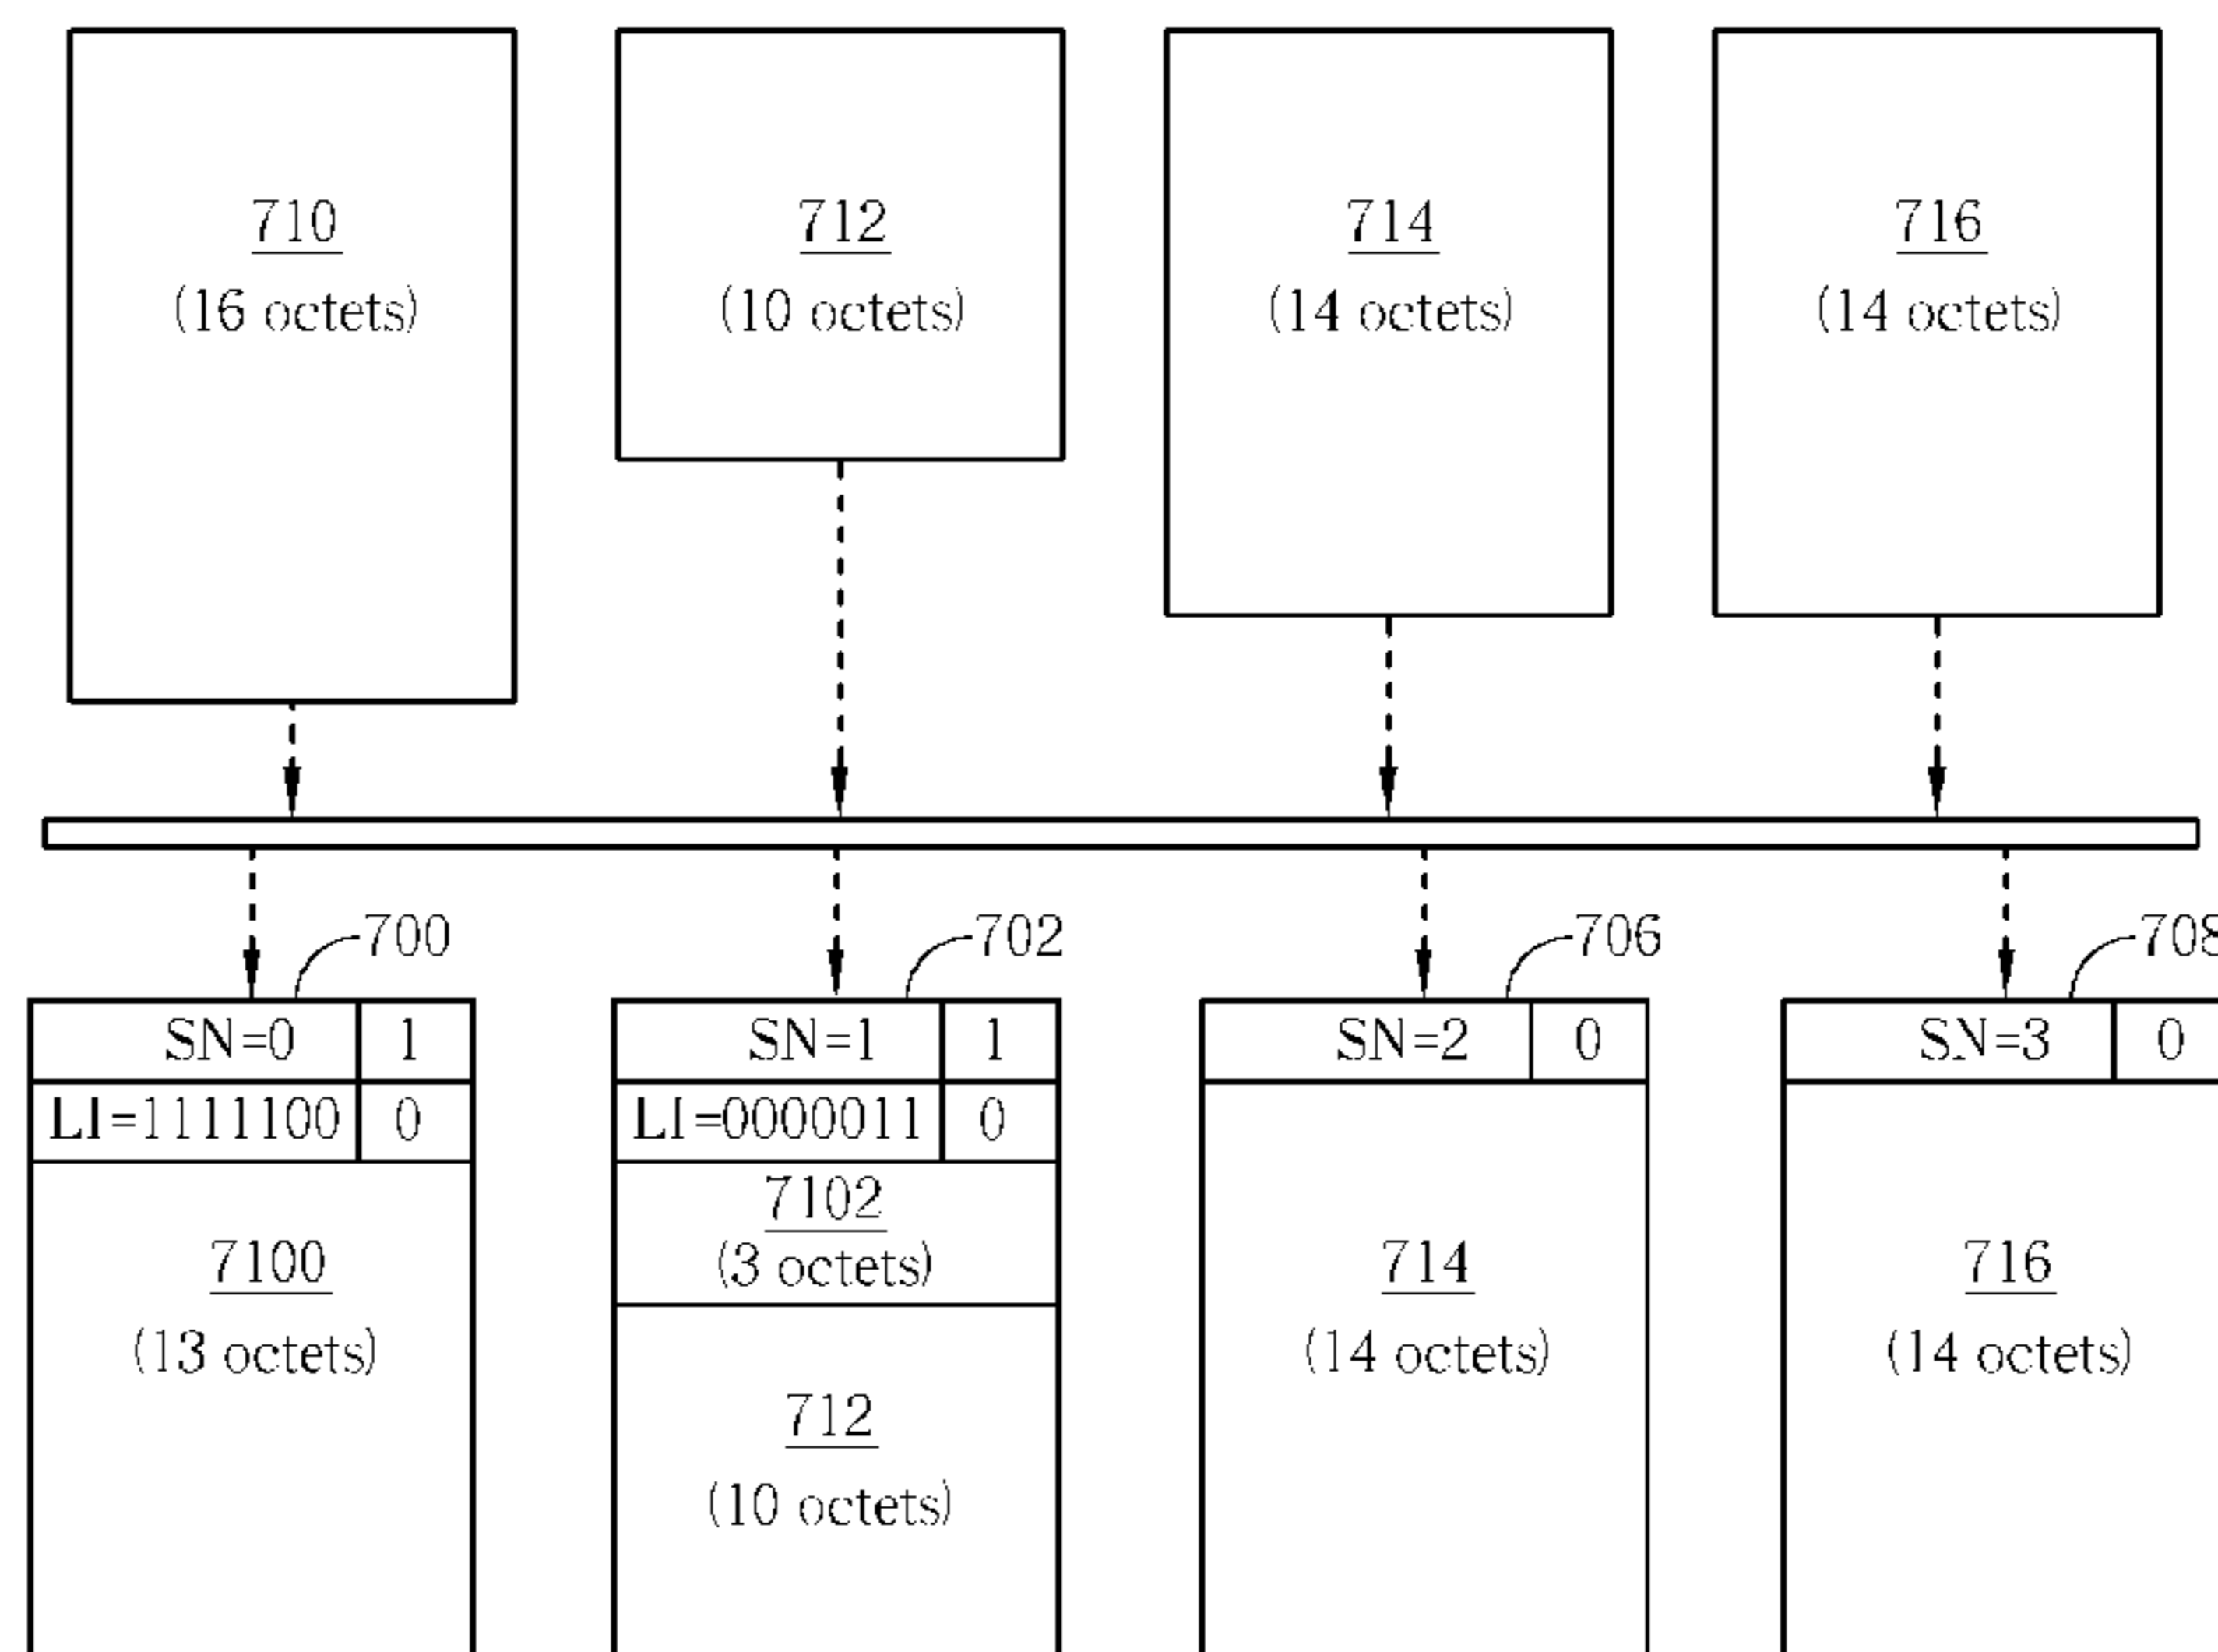 710
(16 octets)
712
(10 octets)
714
(14 octets)
716
(14 octets)
700
702
706
708
SN=0 1
LI=1111100 0
7100
(13 octets)
SN=1 1
LI=0000011 0
7102
(3 octets)
712
(10 octets)
SN=2 0
714
(14 octets)
SN=3 0
716
(14 octets)